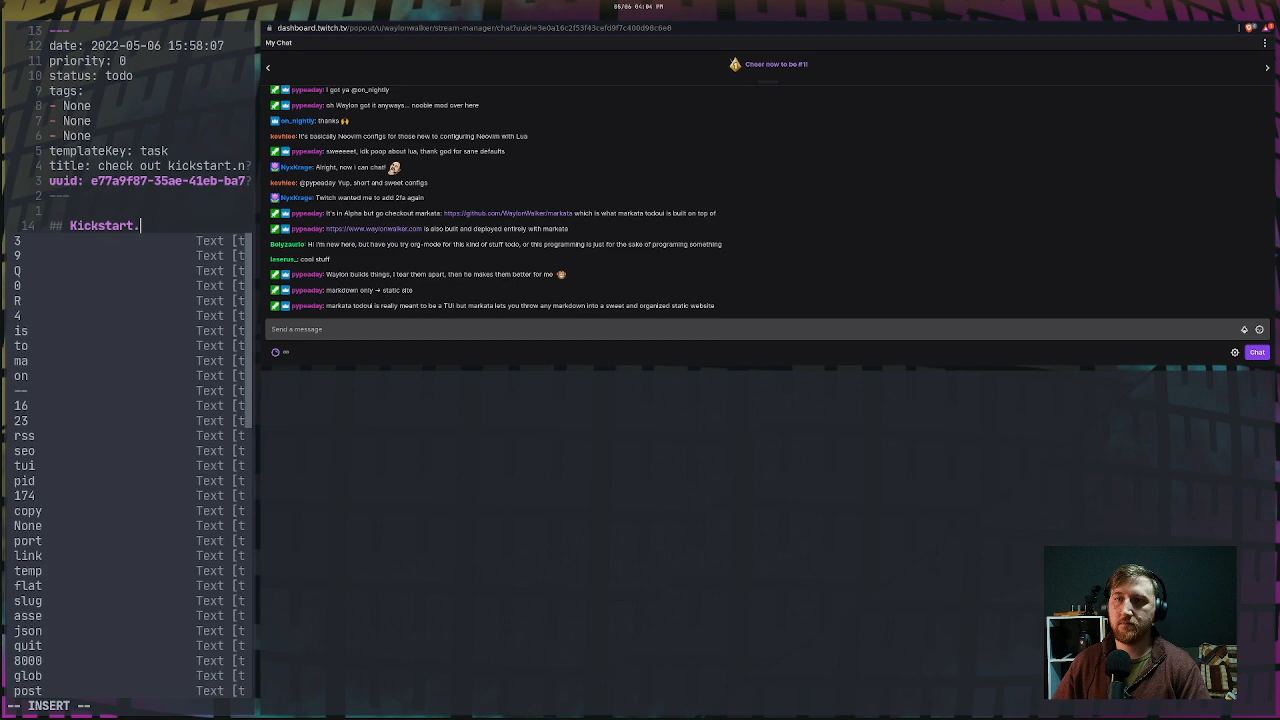 05/06 04:04 PM
dashboard.twitch.tv/popout/u/waylonwalker/stream-manager/chat?uuid=3e0a16c2f53f43cefd9f7c400d98c6e8
My Chat
Cheer now to be #1!
pypeaday: I got ya @on_nightly
pypeaday: oh Waylon got it anyways... noobie mod over here
on_nightly: thanks
kevhlee: It's basically Neovim configs for those new to configuring Neovim with Lua
pypeaday: sweeeeet, idk poop about lua, thank god for sane defaults
NyxKrage: Alright, now i can chat!
kevhlee: @pypeaday Yup, short and sweet configs
NyxKrage: Twitch wanted me to add 2fa again
pypeaday: It's in Alpha but go checkout markata: https://github.com/WaylonWalker/markata which is what markata todoui is built on top of
pypeaday: https://www.waylonwalker.com is also built and deployed entirely with markata
Bolyzaurio: Hi I'm new here, but have you try org-mode for this kind of stuff todo, or this programming is just for the sake of programing something
laserus_: cool stuff
pypeaday: Waylon builds things, I tear them apart, then he makes them better for me
pypeaday: markdown only -> static site
pypeaday: markata todoui is really meant to be a TUI but markata lets you throw any markdown into a sweet and organized static website
Send a message
∞
Chat
13 ---
12 date: 2022-05-06 15:58:07
11 priority: 0
10 status: todo
9 tags:
8 - None
7 - None
6 - None
5 templateKey: task
4 title: check out kickstart.n?
3 uuid: e77a9f87-35ae-41eb-ba7?
2 ---
1
14 ## Kickstart.
3 Text [t
9 Text [t
Q Text [t
0 Text [t
R Text [t
4 Text [t
is Text [t
to Text [t
ma Text [t
on Text [t
-- Text [t
16 Text [t
23 Text [t
rss Text [t
seo Text [t
tui Text [t
pid Text [t
174 Text [t
copy Text [t
None Text [t
port Text [t
link Text [t
temp Text [t
flat Text [t
slug Text [t
asse Text [t
json Text [t
quit Text [t
8000 Text [t
glob Text [t
post Text [t
-- INSERT --